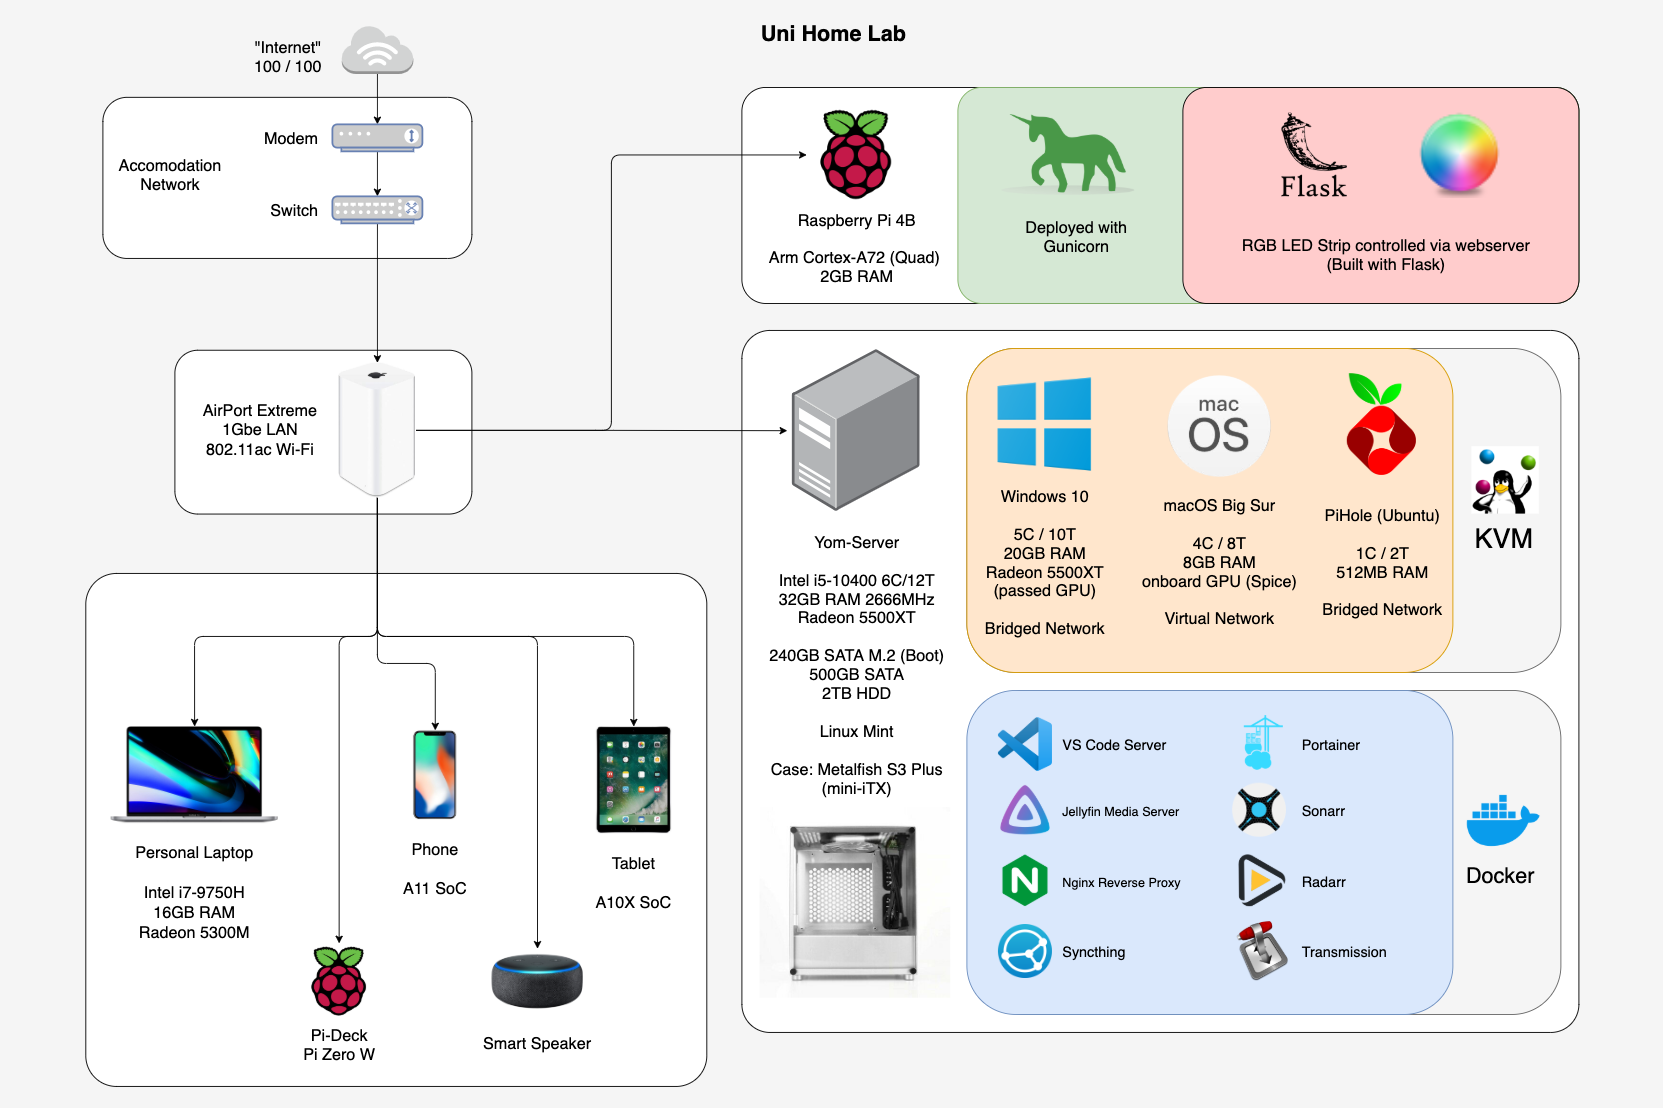 Uni Home Lab
"Internet"
100 / 100
Modem
Accomodation
Network
Switch
AirPort Extreme
1Gbe LAN
802.11ac Wi-Fi
Personal Laptop
Intel i7-9750H
16GB RAM
Radeon 5300M
Phone
A11 SoC
Tablet
A10X SoC
Pi-Deck
Pi Zero W
Smart Speaker
Raspberry Pi 4B
Arm Cortex-A72 (Quad)
2GB RAM
Deployed with
Gunicorn
Flask
RGB LED Strip controlled via webserver
(Built with Flask)
Yom-Server
Intel i5-10400 6C/12T
32GB RAM 2666MHz
Radeon 5500XT
240GB SATA M.2 (Boot)
500GB SATA
2TB HDD
Linux Mint
Case: Metalfish S3 Plus
(mini-iTX)
Windows 10
5C / 10T
20GB RAM
Radeon 5500XT
(passed GPU)
Bridged Network
mac
OS
macOS Big Sur
4C / 8T
8GB RAM
onboard GPU (Spice)
Virtual Network
PiHole (Ubuntu)
1C / 2T
512MB RAM
Bridged Network
KVM
VS Code Server
Portainer
Jellyfin Media Server
Sonarr
N
Nginx Reverse Proxy
Radarr
Syncthing
Transmission
Docker